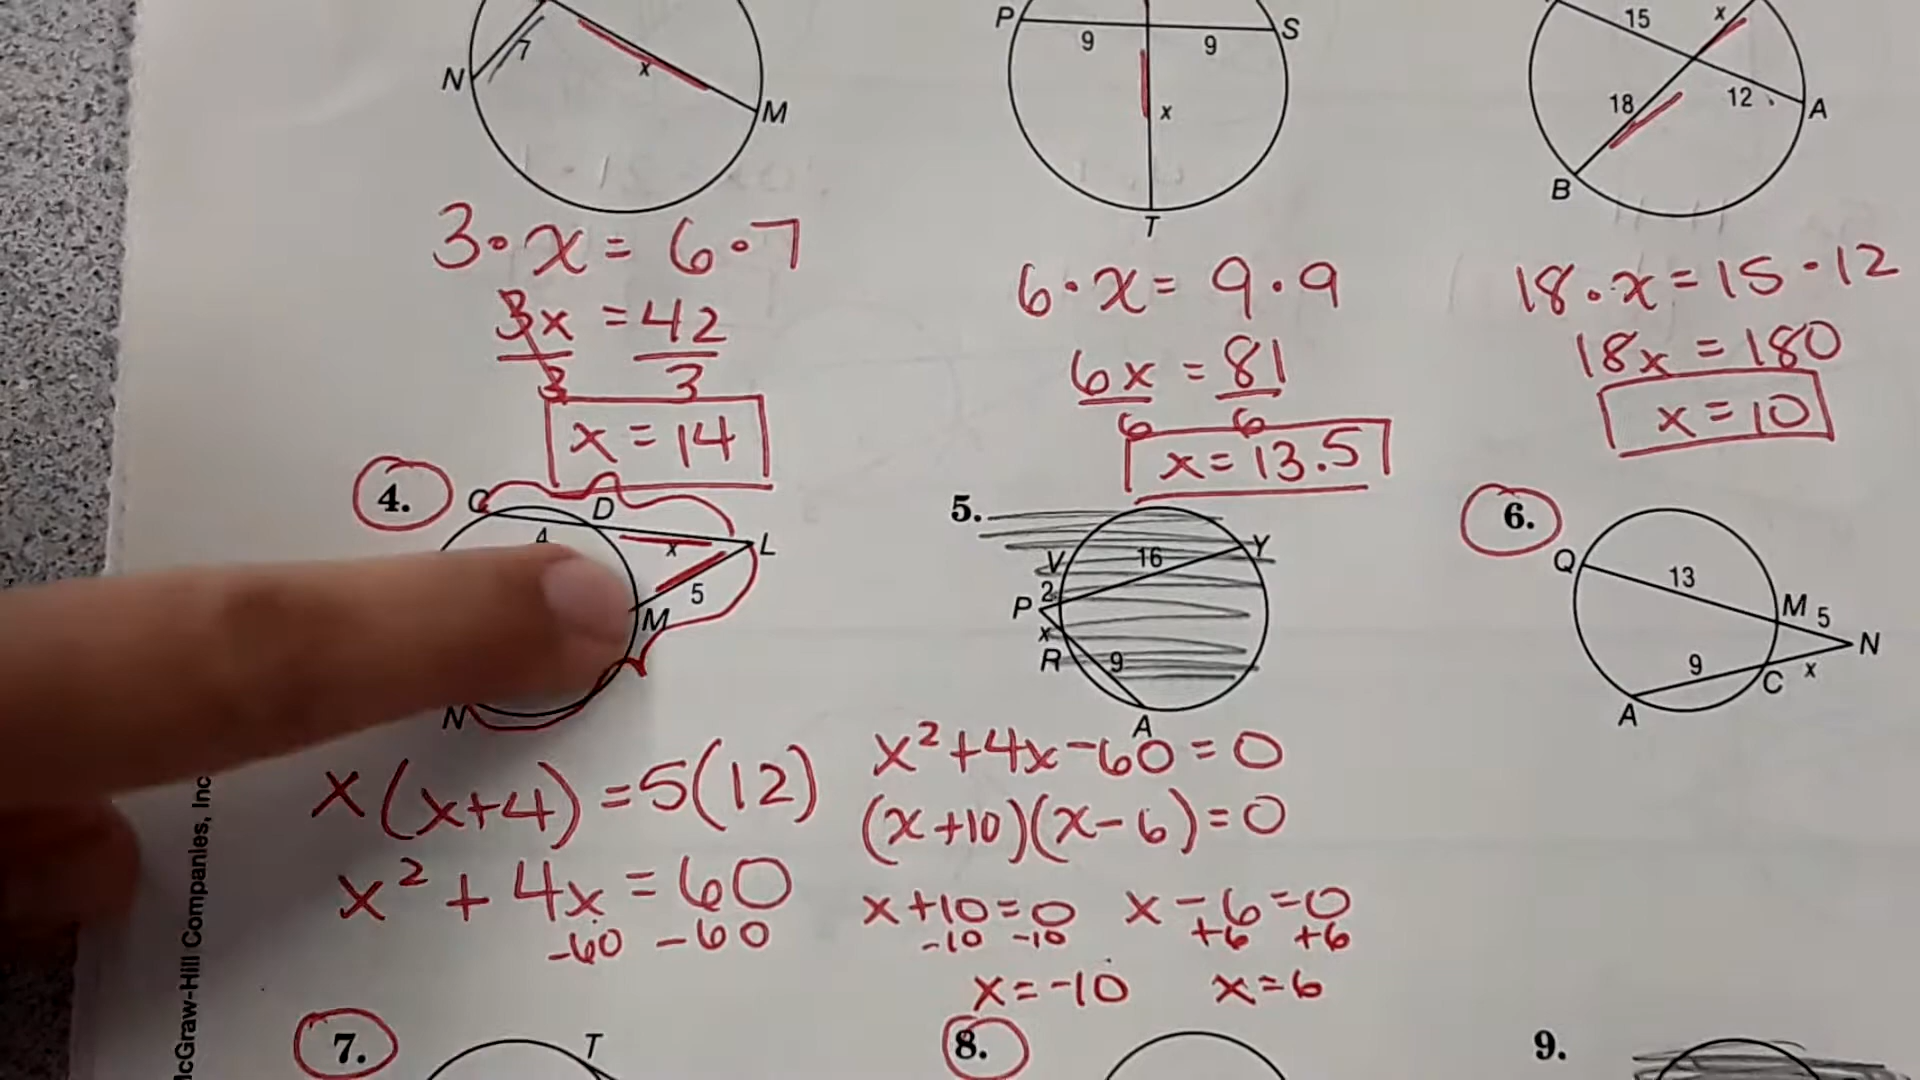 N 7 x M
P 9 9 S
x
T
15 x
18 12 A
B
3·x = 6·7
3x = 42
3 3
x = 14
6·x = 9·9
6x = 81
6 6
x = 13.5
18·x = 15·12
18x = 180
x = 10
4.
D
4 x L
5
M
N
x(x+4) = 5(12)
x² + 4x = 60
-60 -60
5.
V 16 Y
P 2
x
R 9
A
x² + 4x - 60 = 0
(x+10)(x-6) = 0
x+10=0 x-6=0
-10 -10 +6 +6
x=-10 x=6
6.
Q 13
M 5
N
9 C x
A
cGraw-Hill Companies, Inc
7. T
8.
9.